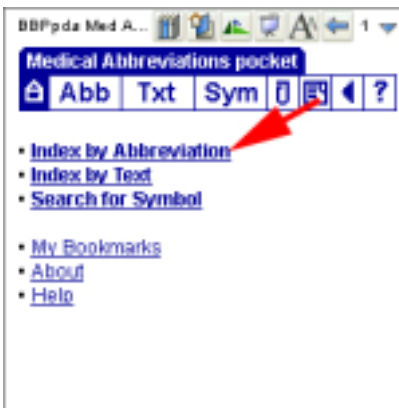 BBPpda Med A... 1
Medical Abbreviations pocket
Abb Txt Sym ?
• Index by Abbreviation
• Index by Text
• Search for Symbol
• My Bookmarks
• About
• Help